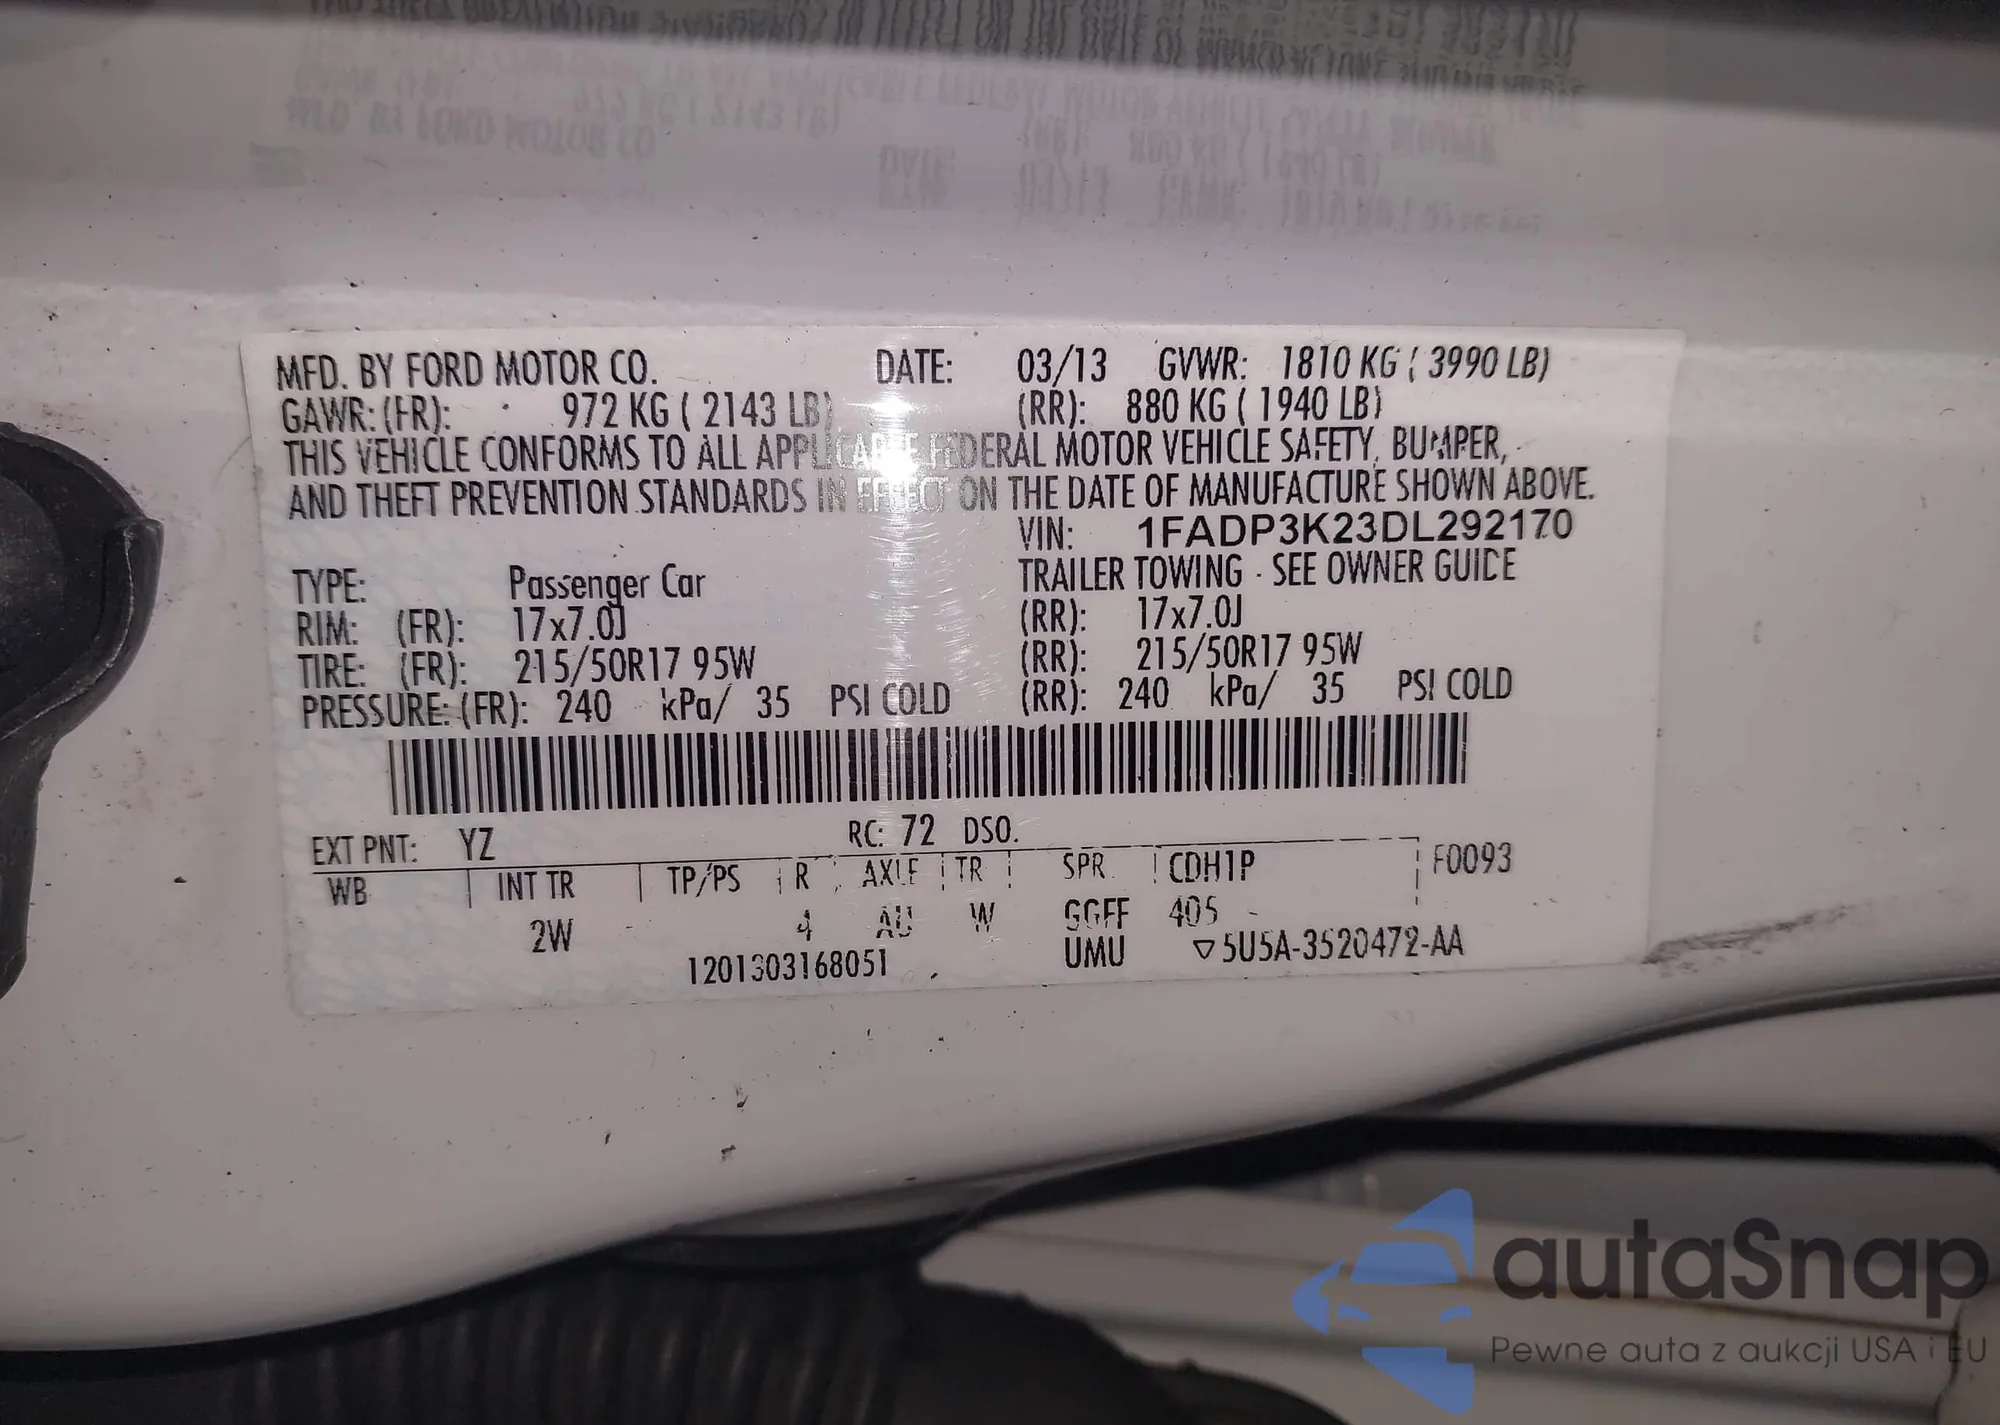 MFD. BY FORD MOTOR CO. DATE: 03/13 GVWR: 1810 KG ( 3990 LB)
GAWR: (FR): 972 KG ( 2143 LB) (RR): 880 KG ( 1940 LB)
THIS VEHICLE CONFORMS TO ALL APPLICABLE FEDERAL MOTOR VEHICLE SAFETY, BUMPER,
AND THEFT PREVENTION STANDARDS IN EFFECT ON THE DATE OF MANUFACTURE SHOWN ABOVE.
VIN: 1FADP3K23DL292170
TYPE: Passenger Car TRAILER TOWING - SEE OWNER GUIDE
RIM: (FR): 17x7.0J (RR): 17x7.0J
TIRE: (FR): 215/50R17 95W (RR): 215/50R17 95W
PRESSURE: (FR): 240 kPa/ 35 PSI COLD (RR): 240 kPa/ 35 PSI COLD
EXT PNT: YZ RC: 72 DSO:
WB INT TR TP/PS R AXLE TR SPR CDH1P F0093
2W 4 AU W GGFF 405
1201303168051 UMU ▽5U5A-3520472-AA
autaSnap
Pewne auta z aukcji USA i EU